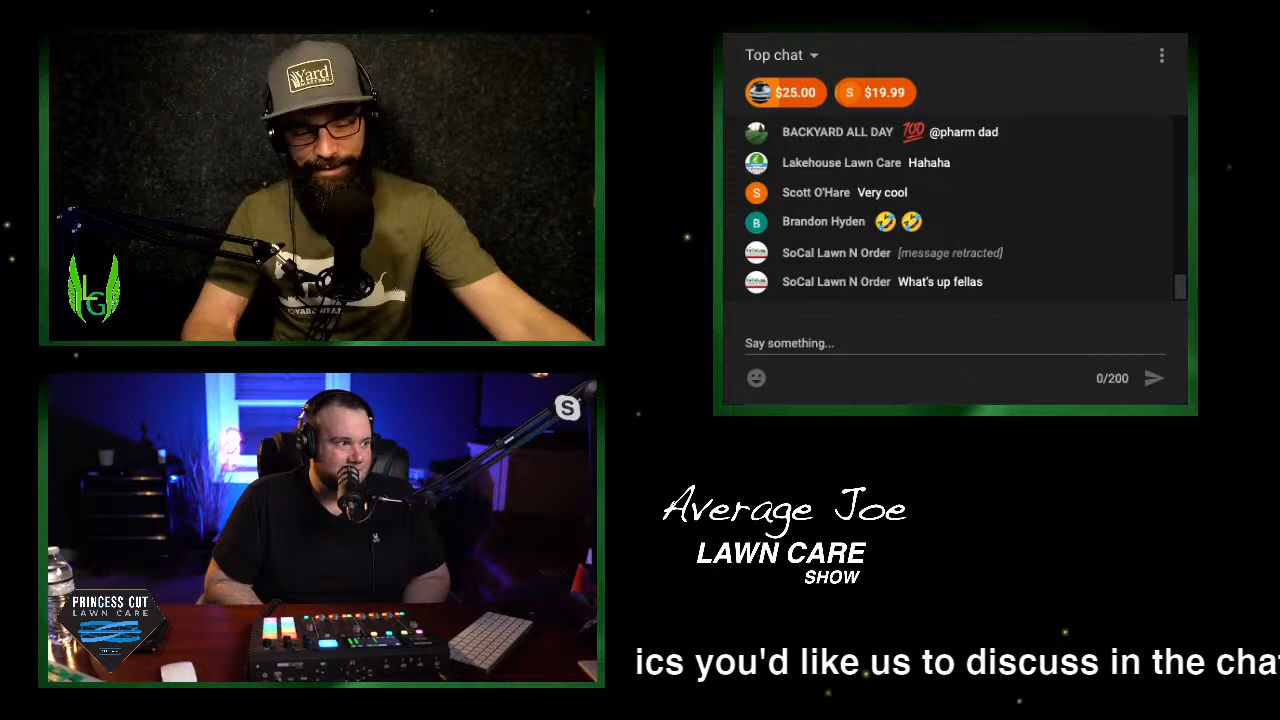 Yard
LG
PRINCESS CUT
LAWN CARE
S
Top chat
$25.00
S $19.99
BACKYARD ALL DAY 💯 @pharm dad
Lakehouse Lawn Care Hahaha
S Scott O'Hare Very cool
B Brandon Hyden 🤣 🤣
SoCal Lawn N Order [message retracted]
SoCal Lawn N Order What's up fellas
Say something...
0/200
Average Joe
LAWN CARE
SHOW
ics you'd like us to discuss in the cha